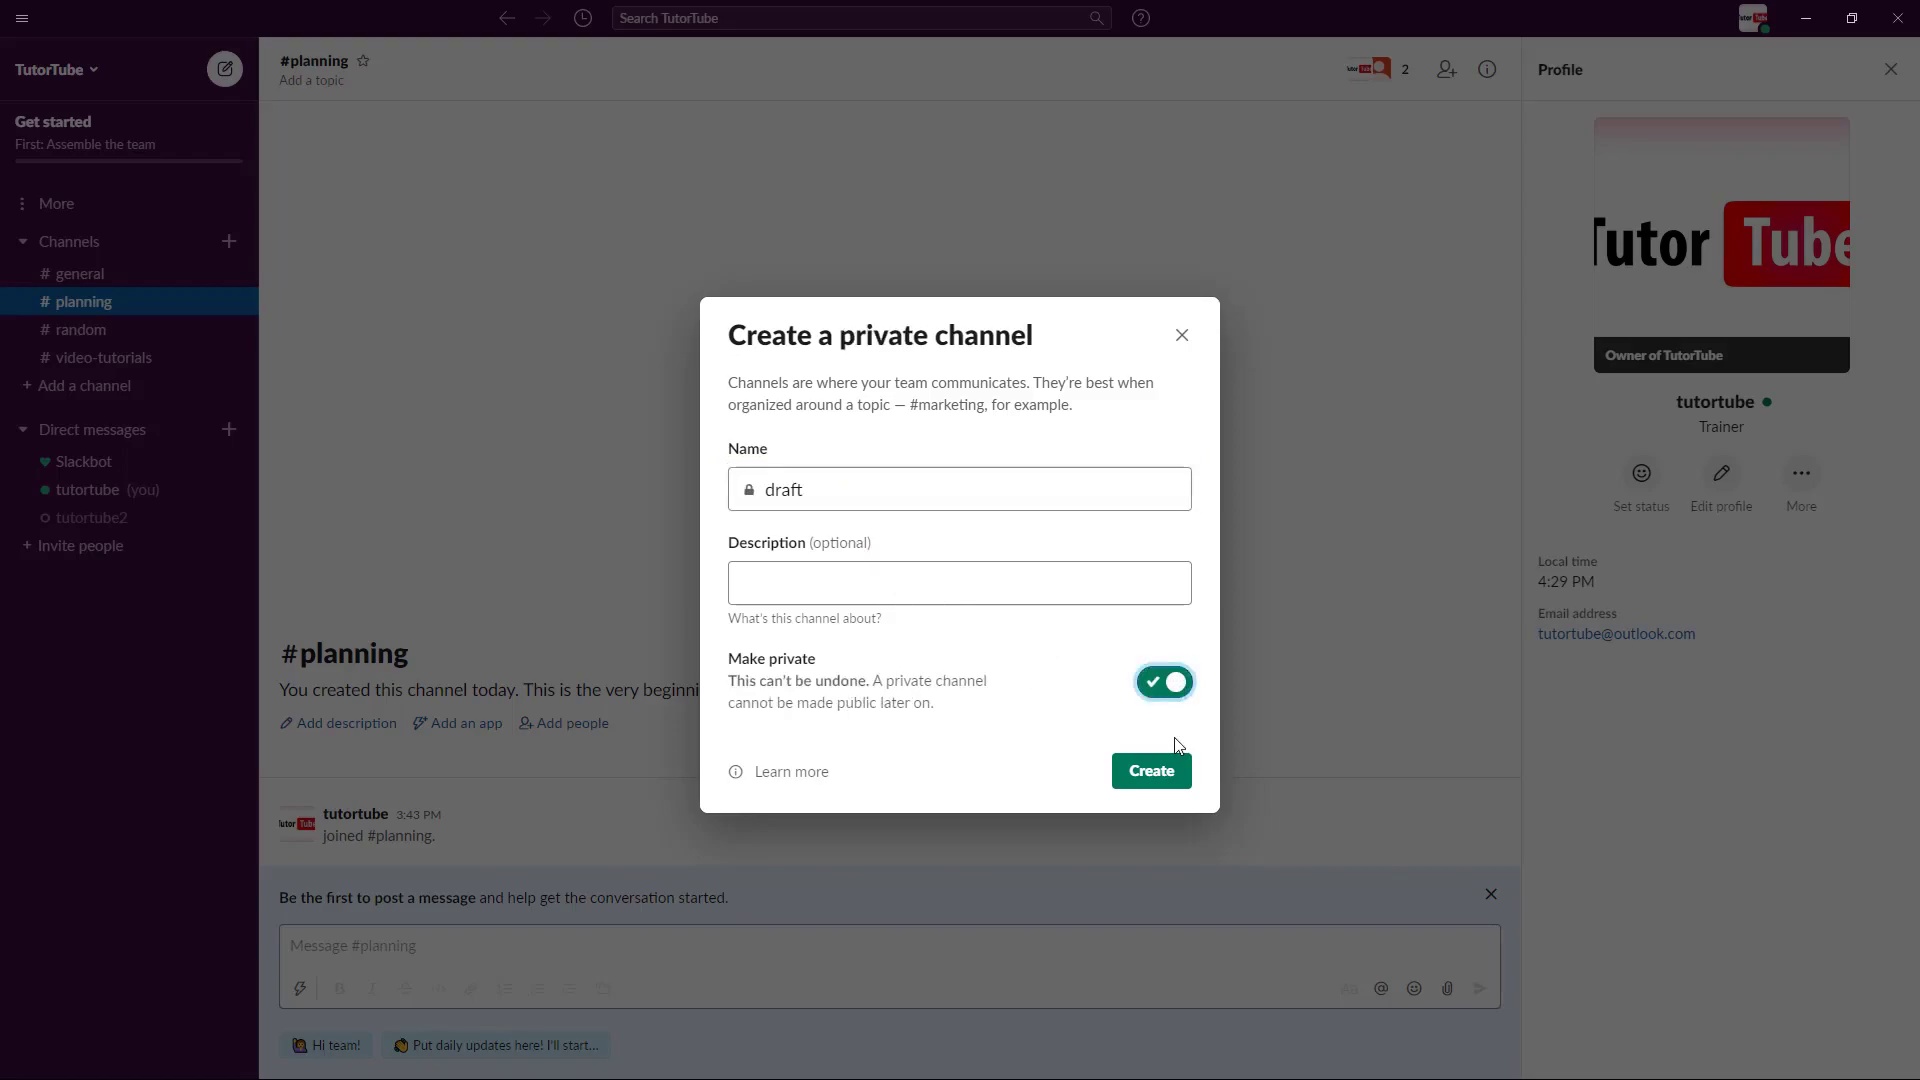 Search TutorTube
TutorTube
Get started
First: Assemble the team
More
Channels
# general
# planning
# random
# video-tutorials
+ Add a channel
Direct messages
Slackbot
tutortube (you)
tutortube2
+ Invite people
#planning
Add a topic
2
Create a private channel
Channels are where your team communicates. They're best when
organized around a topic — #marketing, for example.
Name
draft
Description (optional)
What's this channel about?
Make private
This can't be undone. A private channel
cannot be made public later on.
Learn more
Create
#planning
You created this channel today. This is the very beginni
Add description
Add an app
Add people
tutortube 3:43 PM
joined #planning.
Be the first to post a message and help get the conversation started.
Message #planning
Hi team!
Put daily updates here! I'll start...
Profile
Tutor Tube
Owner of TutorTube
tutortube
Trainer
Set status
Edit profile
More
Local time
4:29 PM
Email address
tutortube@outlook.com